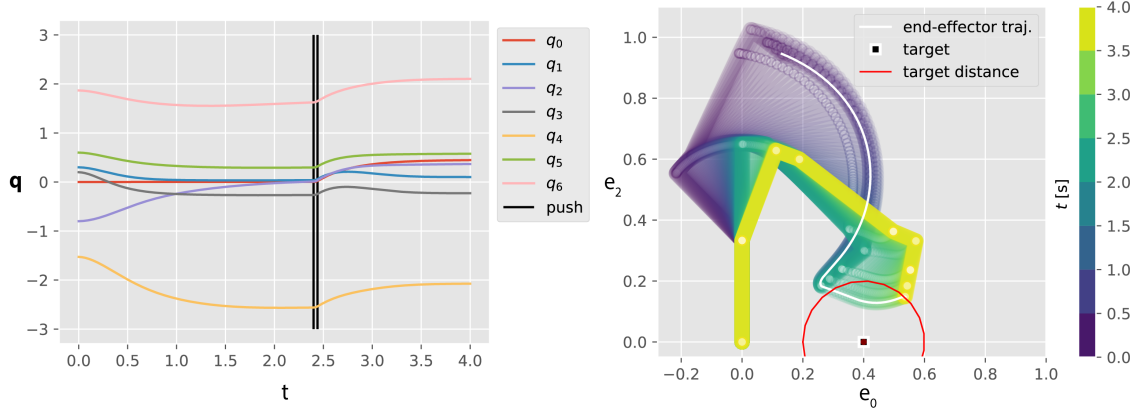 3
2
1
0
−1
−2
−3
q
0.0 0.5 1.0 1.5 2.0 2.5 3.0 3.5 4.0
t
q0
q1
q2
q3
q4
q5
q6
push
1.0
0.8
0.6
0.4
0.2
0.0
e2
−0.2 0.0 0.2 0.4 0.6 0.8 1.0
e0
end-effector traj.
target
target distance
4.0
3.5
3.0
2.5
2.0
1.5
1.0
0.5
0.0
t [s]